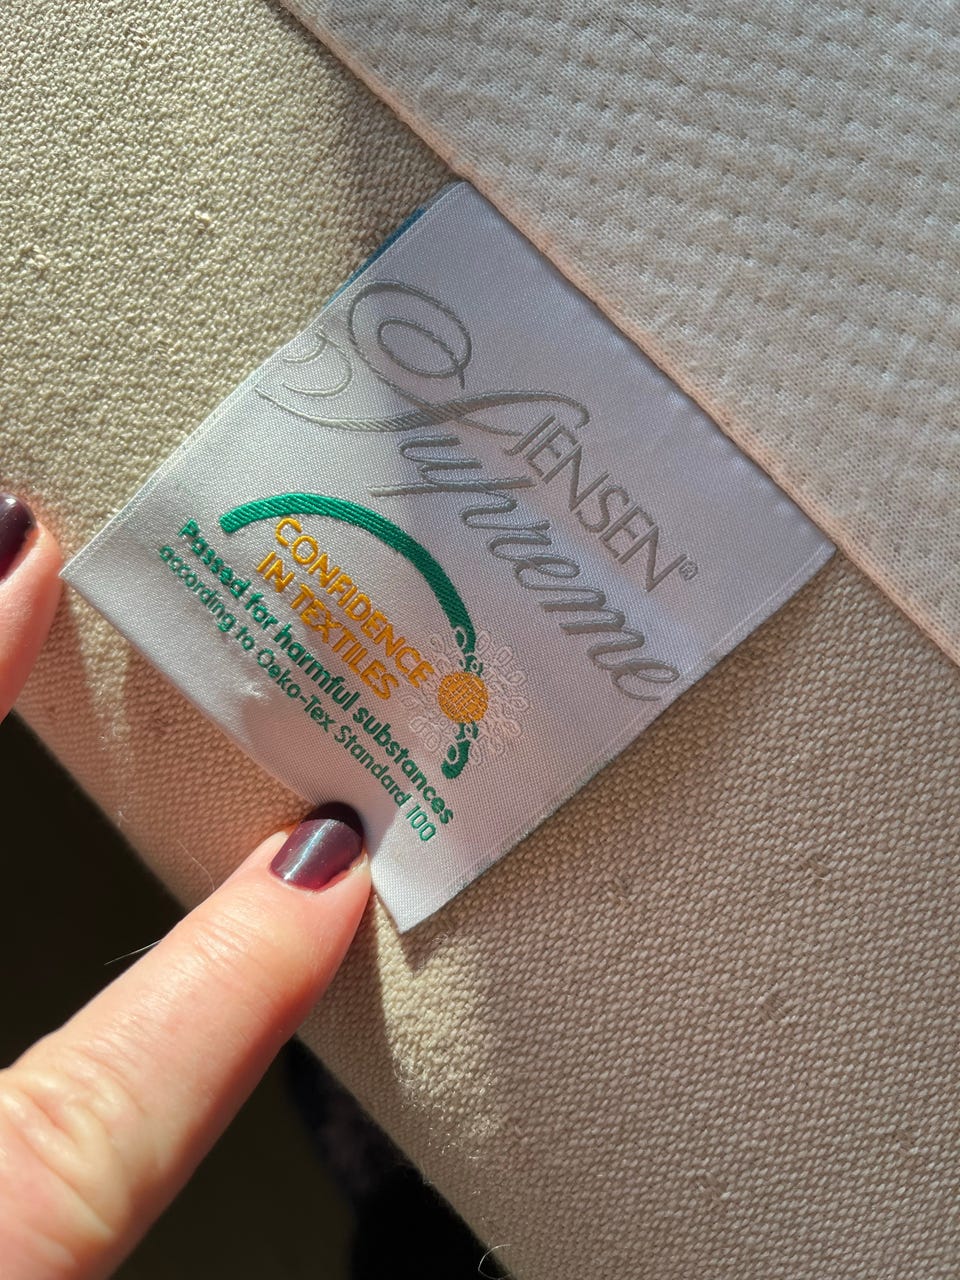 JENSEN®
Supreme
CONFIDENCE
IN TEXTILES
Passed for harmful substances
according to Oeko-Tex Standard 100